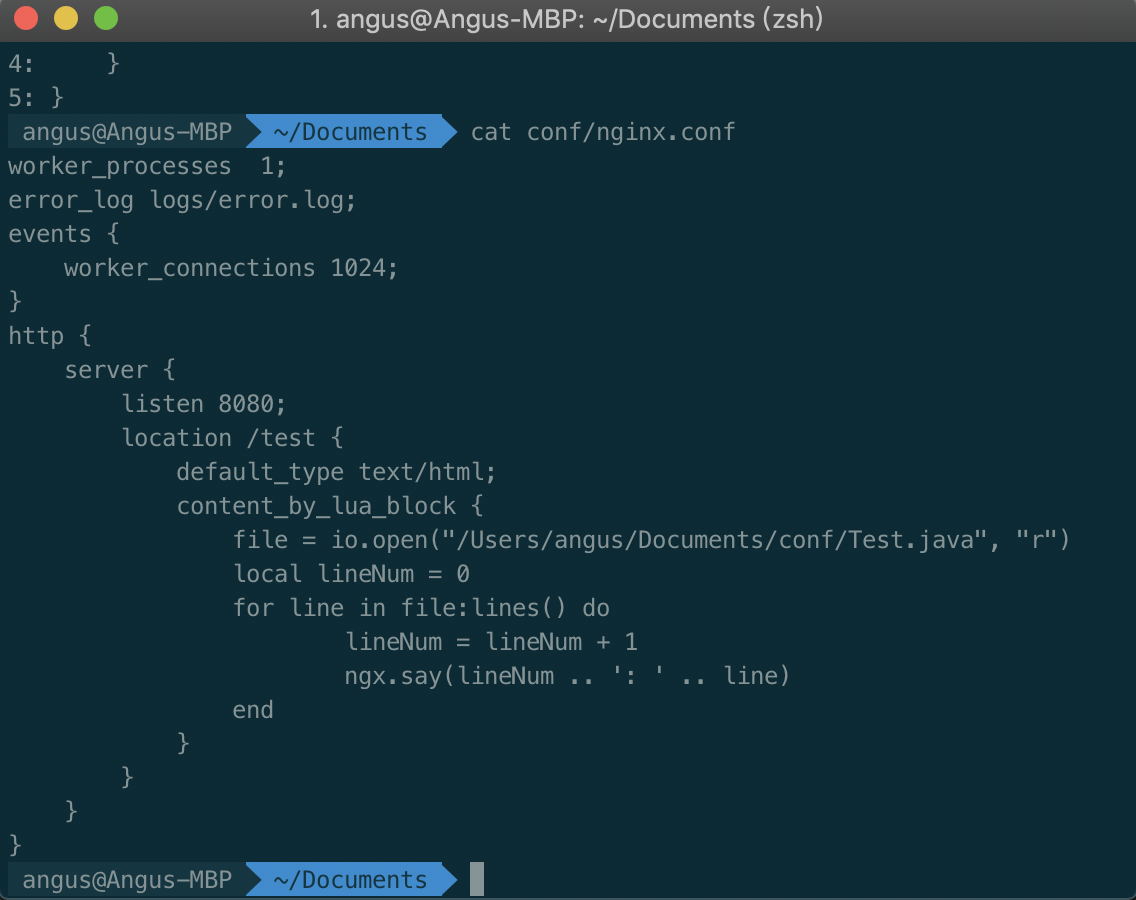 1. angus@Angus-MBP: ~/Documents (zsh)
4:     }
5: }
angus@Angus-MBP ~/Documents cat conf/nginx.conf
worker_processes  1;
error_log logs/error.log;
events {
    worker_connections 1024;
}
http {
    server {
        listen 8080;
        location /test {
            default_type text/html;
            content_by_lua_block {
                file = io.open("/Users/angus/Documents/conf/Test.java", "r")
                local lineNum = 0
                for line in file:lines() do
                        lineNum = lineNum + 1
                        ngx.say(lineNum .. ': ' .. line)
                end
            }
        }
    }
}
angus@Angus-MBP ~/Documents